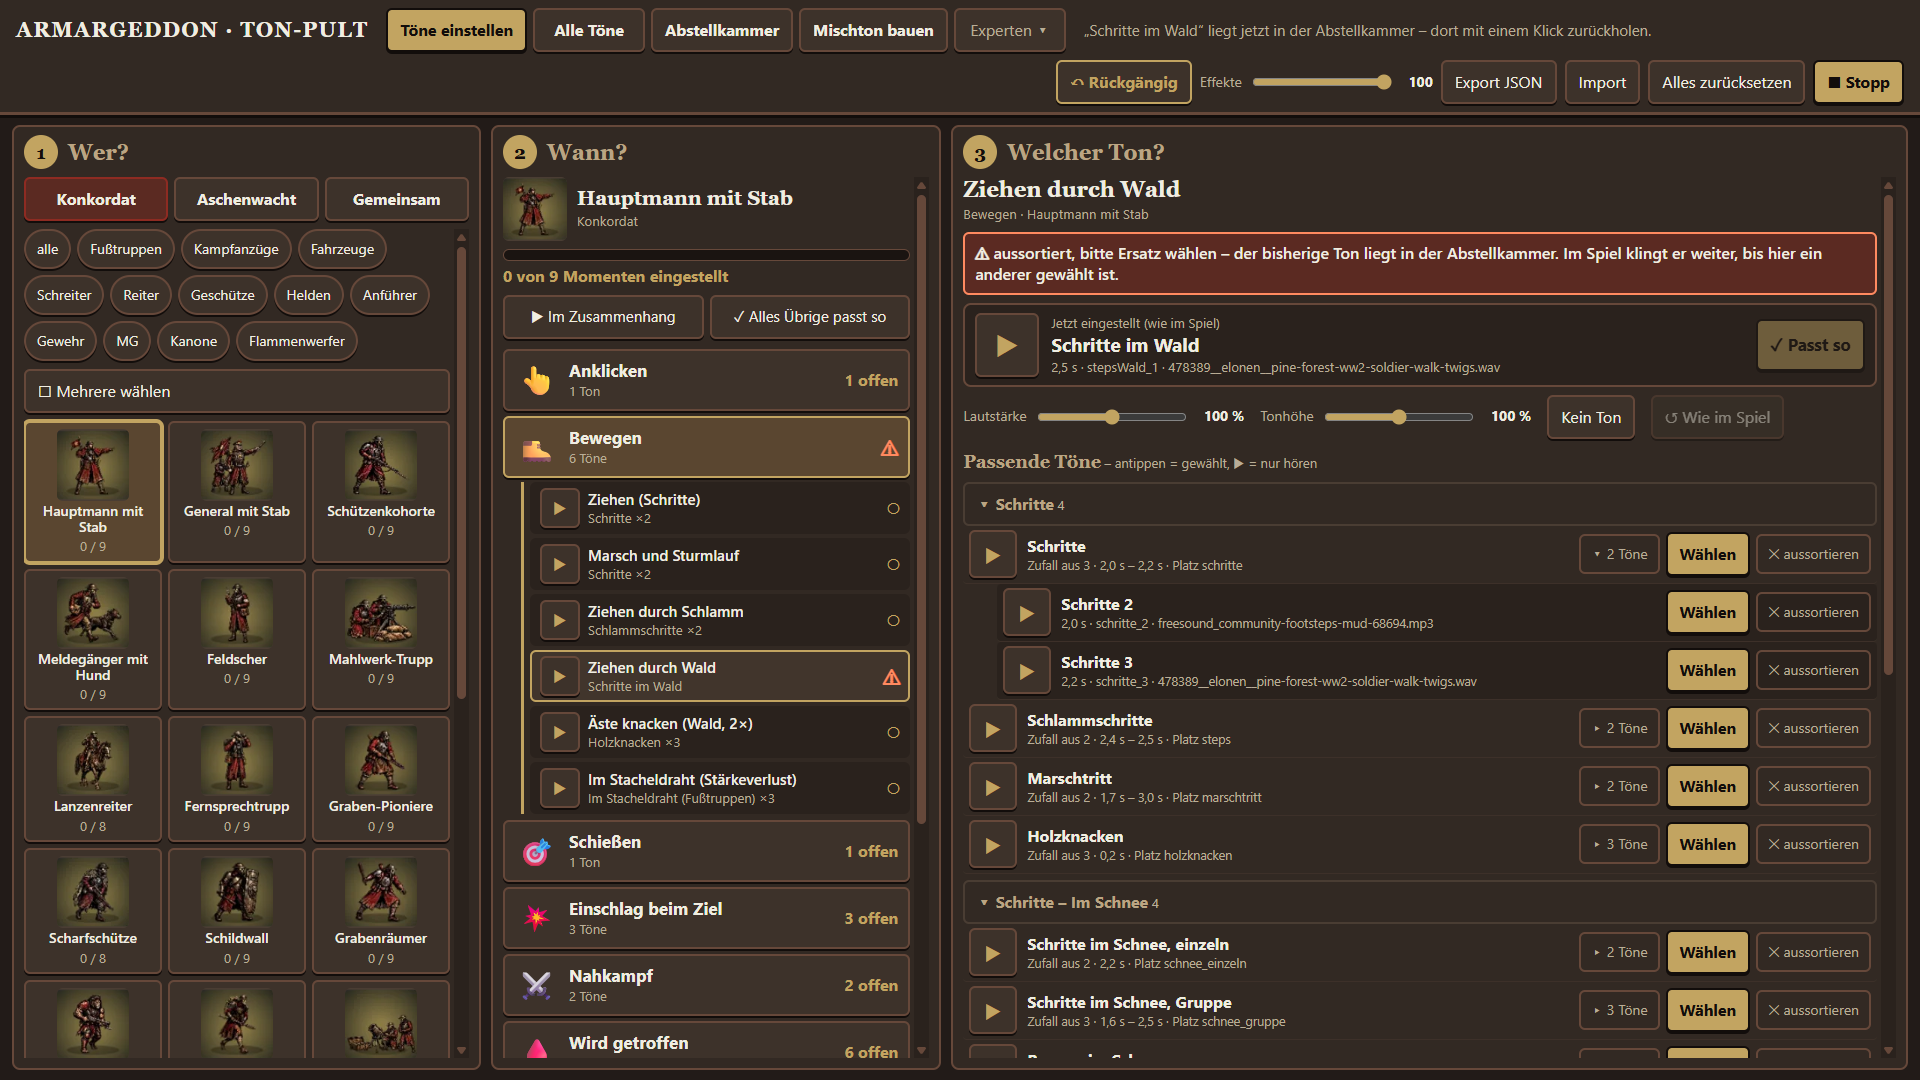 ARMARGEDDON · TON-PULT
Töne einstellen
Alle Töne
Abstellkammer
Mischton bauen
Experten ▾
„Schritte im Wald“ liegt jetzt in der Abstellkammer – dort mit einem Klick zurückholen.
↶ Rückgängig
Effekte
100
Export JSON
Import
Alles zurücksetzen
■ Stopp
1 Wer?
Konkordat
Aschenwacht
Gemeinsam
alle
Fußtruppen
Kampfanzüge
Fahrzeuge
Schreiter
Reiter
Geschütze
Helden
Anführer
Gewehr
MG
Kanone
Flammenwerfer
☐ Mehrere wählen
Hauptmann mit
Stab
0 / 9
General mit Stab
0 / 9
Schützenkohorte
0 / 9
Meldegänger mit
Hund
0 / 9
Feldscher
0 / 9
Mahlwerk-Trupp
0 / 9
Lanzenreiter
0 / 8
Fernsprechtrupp
0 / 9
Graben-Pioniere
0 / 9
Scharfschütze
0 / 8
Schildwall
0 / 9
Grabenräumer
0 / 9
2 Wann?
Hauptmann mit Stab
Konkordat
0 von 9 Momenten eingestellt
▶ Im Zusammenhang
✓ Alles Übrige passt so
Anklicken
1 Ton
1 offen
Bewegen
6 Töne
⚠
Ziehen (Schritte)
Schritte ×2
Marsch und Sturmlauf
Schritte ×2
Ziehen durch Schlamm
Schlammschritte ×2
Ziehen durch Wald
Schritte im Wald
⚠
Äste knacken (Wald, 2×)
Holzknacken ×3
Im Stacheldraht (Stärkeverlust)
Im Stacheldraht (Fußtruppen) ×3
Schießen
1 Ton
1 offen
Einschlag beim Ziel
3 Töne
3 offen
Nahkampf
2 Töne
2 offen
Wird getroffen
6 offen
3 Welcher Ton?
Ziehen durch Wald
Bewegen · Hauptmann mit Stab
⚠ aussortiert, bitte Ersatz wählen – der bisherige Ton liegt in der Abstellkammer. Im Spiel klingt er weiter, bis hier ein
anderer gewählt ist.
Jetzt eingestellt (wie im Spiel)
Schritte im Wald
2,5 s · stepsWald_1 · 478389__elonen__pine-forest-ww2-soldier-walk-twigs.wav
✓ Passt so
Lautstärke
100 %
Tonhöhe
100 %
Kein Ton
↺ Wie im Spiel
Passende Töne – antippen = gewählt, ▶ = nur hören
▾ Schritte 4
Schritte
Zufall aus 3 · 2,0 s – 2,2 s · Platz schritte
▾ 2 Töne
Wählen
✕ aussortieren
Schritte 2
2,0 s · schritte_2 · freesound_community-footsteps-mud-68694.mp3
Wählen
✕ aussortieren
Schritte 3
2,2 s · schritte_3 · 478389__elonen__pine-forest-ww2-soldier-walk-twigs.wav
Wählen
✕ aussortieren
Schlammschritte
Zufall aus 2 · 2,4 s – 2,5 s · Platz steps
▸ 2 Töne
Wählen
✕ aussortieren
Marschtritt
Zufall aus 2 · 1,7 s – 3,0 s · Platz marschtritt
▸ 2 Töne
Wählen
✕ aussortieren
Holzknacken
Zufall aus 3 · 0,2 s · Platz holzknacken
▸ 3 Töne
Wählen
✕ aussortieren
▾ Schritte – Im Schnee 4
Schritte im Schnee, einzeln
Zufall aus 2 · 2,2 s · Platz schnee_einzeln
▸ 2 Töne
Wählen
✕ aussortieren
Schritte im Schnee, Gruppe
Zufall aus 3 · 1,6 s – 2,5 s · Platz schnee_gruppe
▸ 3 Töne
Wählen
✕ aussortieren